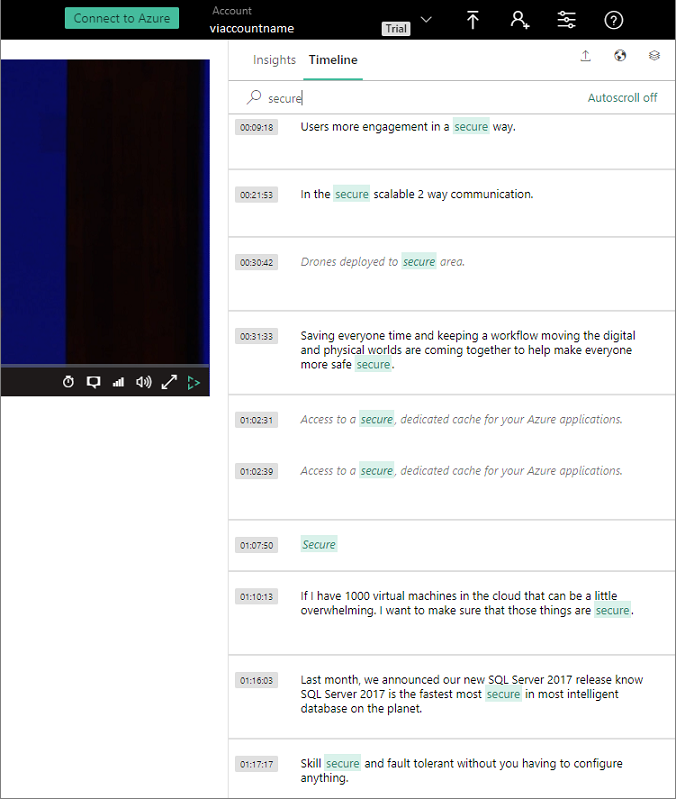 Connect to Azure
Account
viaccountname
Trial
Insights Timeline
secure Autoscroll off
00:09:18 Users more engagement in a secure way.
00:21:53 In the secure scalable 2 way communication.
00:30:42 Drones deployed to secure area.
00:31:33 Saving everyone time and keeping a workflow moving the digital
and physical worlds are coming together to help make everyone
more safe secure.
01:02:31 Access to a secure, dedicated cache for your Azure applications.
01:02:39 Access to a secure, dedicated cache for your Azure applications.
01:07:50 Secure
01:10:13 If I have 1000 virtual machines in the cloud that can be a little
overwhelming. I want to make sure that those things are secure.
01:16:03 Last month, we announced our new SQL Server 2017 release know
SQL Server 2017 is the fastest most secure in most intelligent
database on the planet.
01:17:17 Skill secure and fault tolerant without you having to configure
anything.